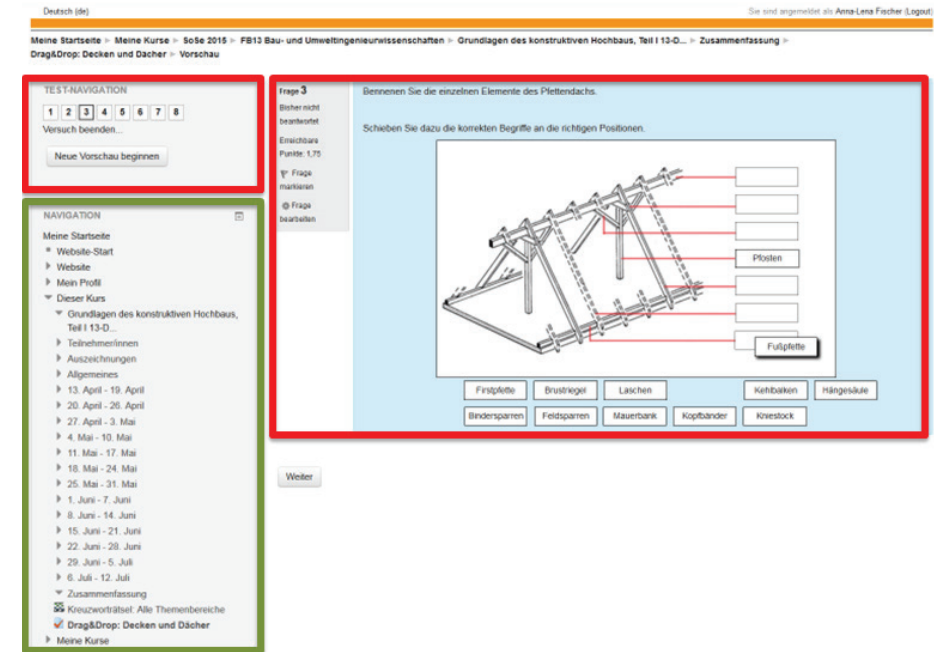 Deutsch (de)
Sie sind angemeldet als Anna-Lena Fischer (Logout)
Meine Startseite ► Meine Kurse ► SoSe 2015 ► FB13 Bau- und Umweltingenieurwissenschaften ► Grundlagen des konstruktiven Hochbaus, Teil I 13-D... ► Zusammenfassung ►
Drag&Drop: Decken und Dächer ► Vorschau
TEST-NAVIGATION
1 2 3 4 5 6 7 8
Versuch beenden...
Neue Vorschau beginnen
NAVIGATION
Meine Startseite
Website-Start
Website
Mein Profil
Dieser Kurs
Grundlagen des konstruktiven Hochbaus,
Teil I 13-D...
Teilnehmer/innen
Auszeichnungen
Allgemeines
13. April - 19. April
20. April - 26. April
27. April - 3. Mai
4. Mai - 10. Mai
11. Mai - 17. Mai
18. Mai - 24. Mai
25. Mai - 31. Mai
1. Juni - 7. Juni
8. Juni - 14. Juni
15. Juni - 21. Juni
22. Juni - 28. Juni
29. Juni - 5. Juli
6. Juli - 12. Juli
Zusammenfassung
Kreuzworträtsel: Alle Themenbereiche
Drag&Drop: Decken und Dächer
Meine Kurse
Frage 3
Bisher nicht
beantwortet
Erreichbare
Punkte: 1,75
Frage
markieren
Frage
bearbeiten
Bennenen Sie die einzelnen Elemente des Pfettendachs.
Schieben Sie dazu die korrekten Begriffe an die richtigen Positionen.
Pfosten
Fußpfette
Firstpfette Brustriegel Laschen Kehlbalken Hängesäule
Bindersparren Feldsparren Mauerbank Kopfbänder Kniestock
Weiter